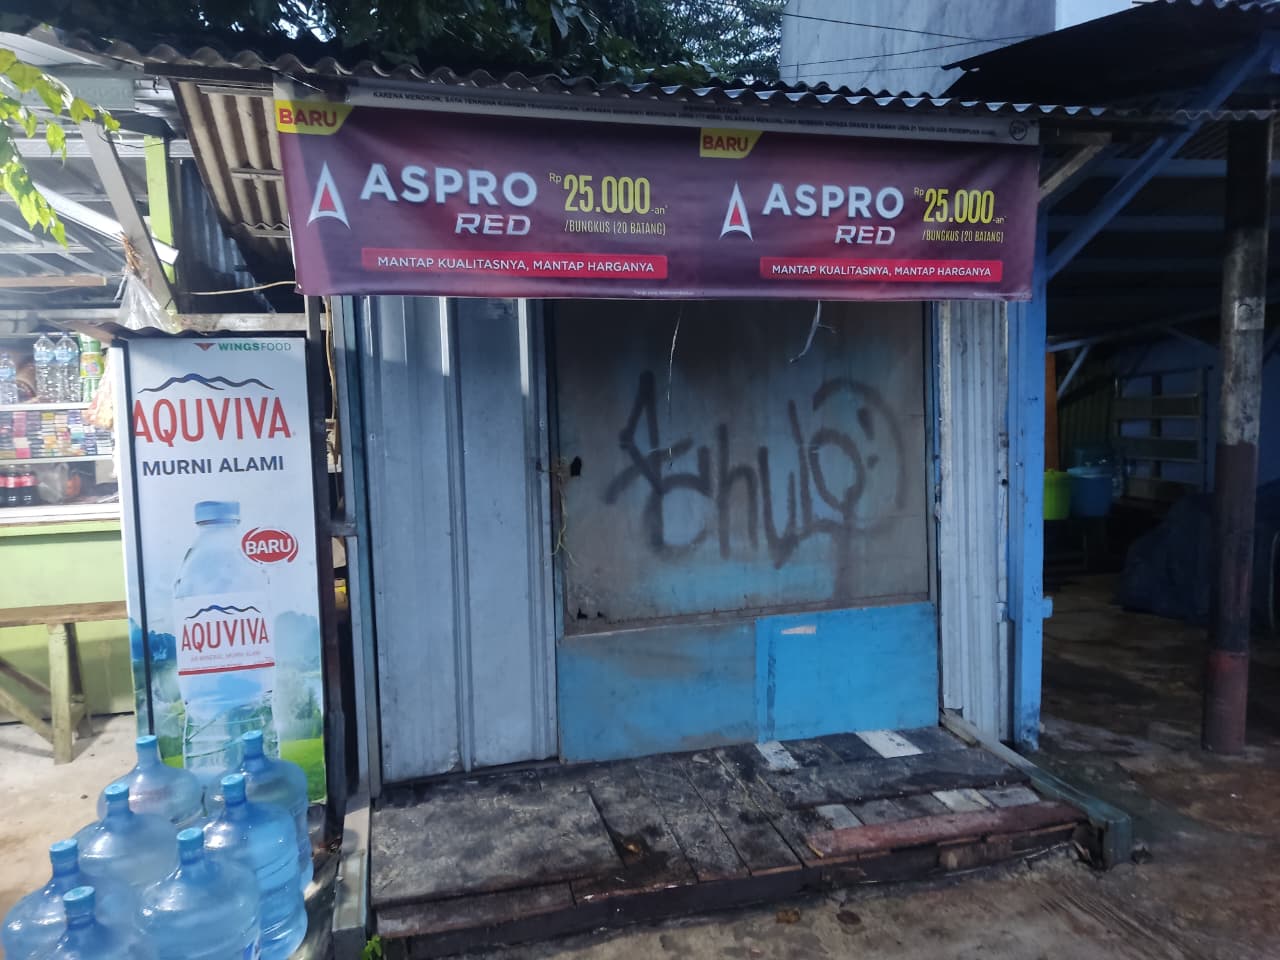 BARU
ASPRO
RED
Rp 25.000-an*
/BUNGKUS (20 BATANG)
MANTAP KUALITASNYA, MANTAP HARGANYA
BARU
ASPRO
RED
Rp 25.000-an*
/BUNGKUS (20 BATANG)
MANTAP KUALITASNYA, MANTAP HARGANYA
WINGSFOOD
AQUVIVA
MURNI ALAMI
BARU
AQUVIVA